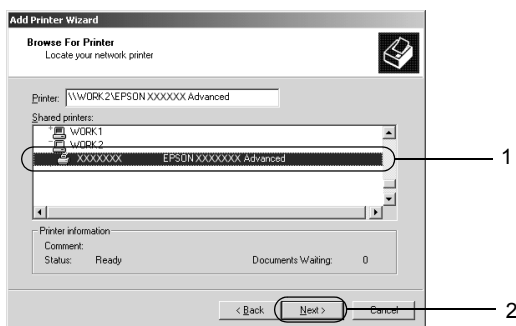 Add Printer Wizard
Browse For Printer
Locate your network printer
Printer: \\WORK2\EPSON XXXXXX Advanced
Shared printers:
WORK1
WORK2
XXXXXXX EPSON XXXXXXX Advanced
1
Printer information
Comment:
Status: Ready Documents Waiting: 0
< Back Next > Cancel
2